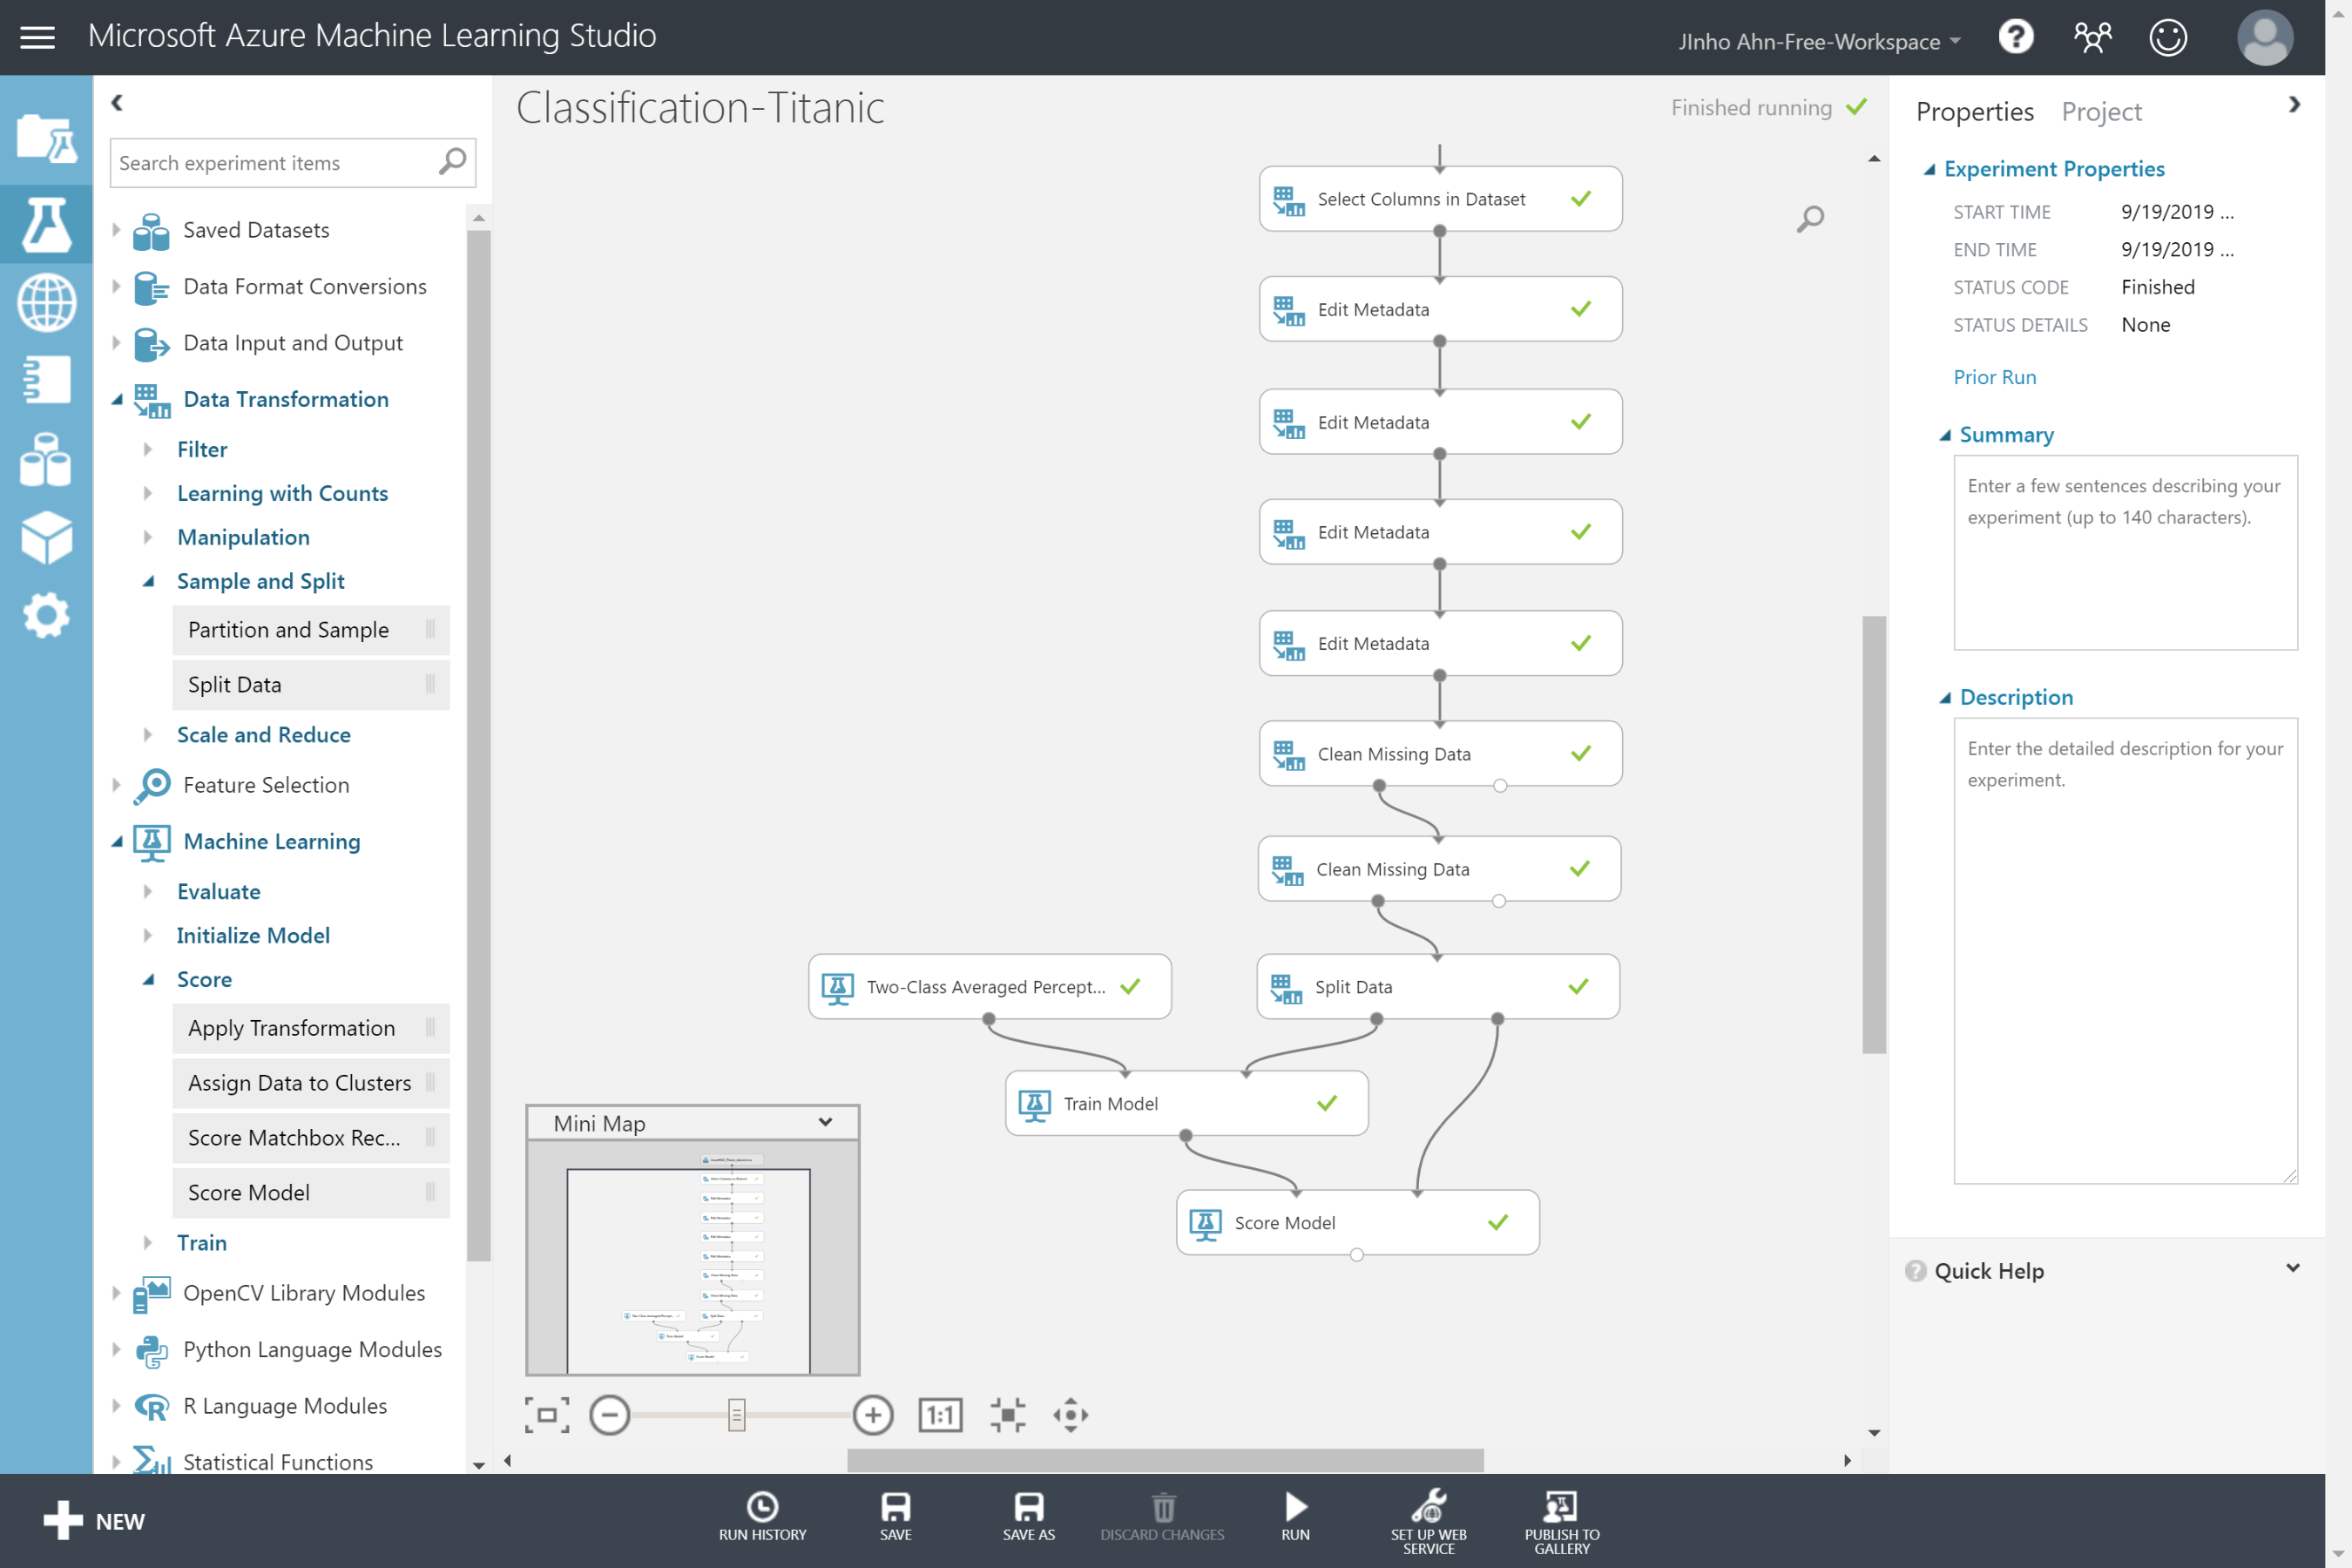 Microsoft Azure Machine Learning Studio
JInho Ahn-Free-Workspace
Search experiment items
Saved Datasets
Data Format Conversions
Data Input and Output
Data Transformation
Filter
Learning with Counts
Manipulation
Sample and Split
Partition and Sample
Split Data
Scale and Reduce
Feature Selection
Machine Learning
Evaluate
Initialize Model
Score
Apply Transformation
Assign Data to Clusters
Score Matchbox Rec...
Score Model
Train
OpenCV Library Modules
Python Language Modules
R Language Modules
Statistical Functions
Classification-Titanic
Finished running
Select Columns in Dataset
Edit Metadata
Edit Metadata
Edit Metadata
Edit Metadata
Clean Missing Data
Clean Missing Data
Two-Class Averaged Percept...
Split Data
Train Model
Score Model
Mini Map
1:1
Properties Project
Experiment Properties
START TIME 9/19/2019 ...
END TIME 9/19/2019 ...
STATUS CODE Finished
STATUS DETAILS None
Prior Run
Summary
Enter a few sentences describing your
experiment (up to 140 characters).
Description
Enter the detailed description for your
experiment.
Quick Help
NEW
RUN HISTORY
SAVE
SAVE AS
DISCARD CHANGES
RUN
SET UP WEB
SERVICE
PUBLISH TO
GALLERY